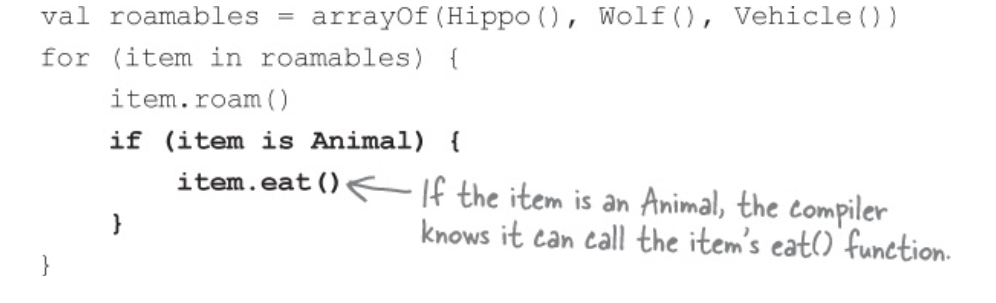 val roamables = arrayOf(Hippo(), Wolf(), Vehicle())
for (item in roamables) {
item.roam()
if (item is Animal) {
item.eat()
If the item is an Animal, the compiler
knows it can call the item's eat() function.
}
}